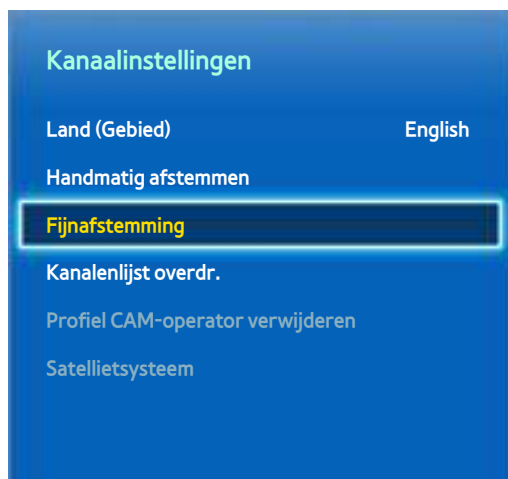 Kanaalinstellingen
Land (Gebied) English
Handmatig afstemmen
Fijnafstemming
Kanalenlijst overdr.
Profiel CAM-operator verwijderen
Satellietsysteem